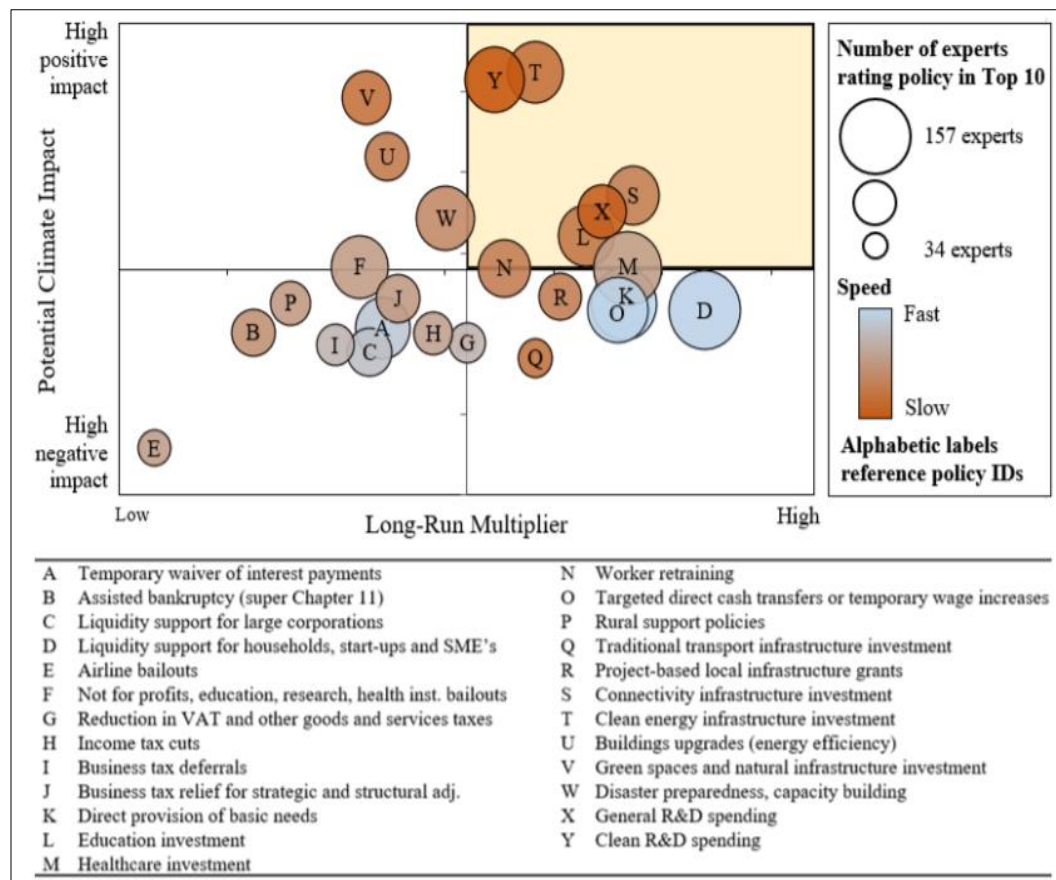 High
positive
impact
Potential Climate Impact
High
negative
impact
V
U
W
Y
T
S
X
L
F
N
M
P
J
R
K
O
D
B
A
H
G
I
C
Q
E
Low
Long-Run Multiplier
High
Number of experts
rating policy in Top 10
157 experts
34 experts
Speed
Fast
Slow
Alphabetic labels
reference policy IDs
A Temporary waiver of interest payments
B Assisted bankruptcy (super Chapter 11)
C Liquidity support for large corporations
D Liquidity support for households, start-ups and SME's
E Airline bailouts
F Not for profits, education, research, health inst. bailouts
G Reduction in VAT and other goods and services taxes
H Income tax cuts
I Business tax deferrals
J Business tax relief for strategic and structural adj.
K Direct provision of basic needs
L Education investment
M Healthcare investment
N Worker retraining
O Targeted direct cash transfers or temporary wage increases
P Rural support policies
Q Traditional transport infrastructure investment
R Project-based local infrastructure grants
S Connectivity infrastructure investment
T Clean energy infrastructure investment
U Buildings upgrades (energy efficiency)
V Green spaces and natural infrastructure investment
W Disaster preparedness, capacity building
X General R&D spending
Y Clean R&D spending